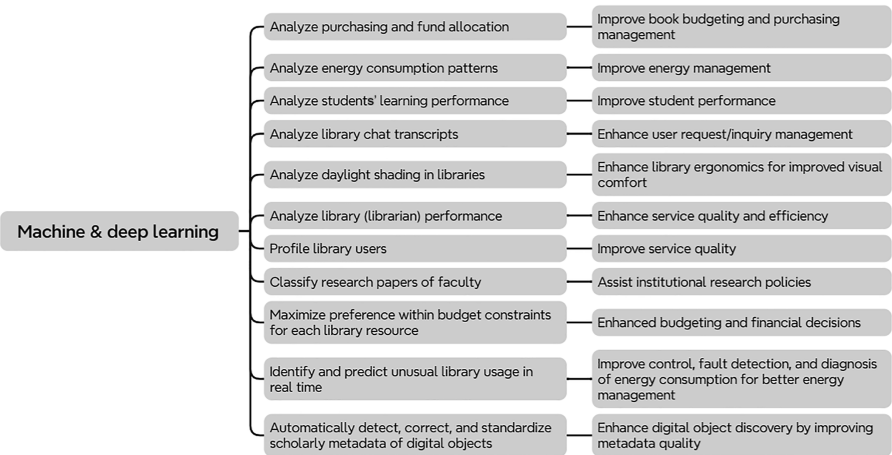 Machine & deep learning
Analyze purchasing and fund allocation
Improve book budgeting and purchasing
management
Analyze energy consumption patterns
Improve energy management
Analyze students' learning performance
Improve student performance
Analyze library chat transcripts
Enhance user request/inquiry management
Analyze daylight shading in libraries
Enhance library ergonomics for improved visual
comfort
Analyze library (librarian) performance
Enhance service quality and efficiency
Profile library users
Improve service quality
Classify research papers of faculty
Assist institutional research policies
Maximize preference within budget constraints
for each library resource
Enhanced budgeting and financial decisions
Identify and predict unusual library usage in
real time
Improve control, fault detection, and diagnosis
of energy consumption for better energy
management
Automatically detect, correct, and standardize
scholarly metadata of digital objects
Enhance digital object discovery by improving
metadata quality